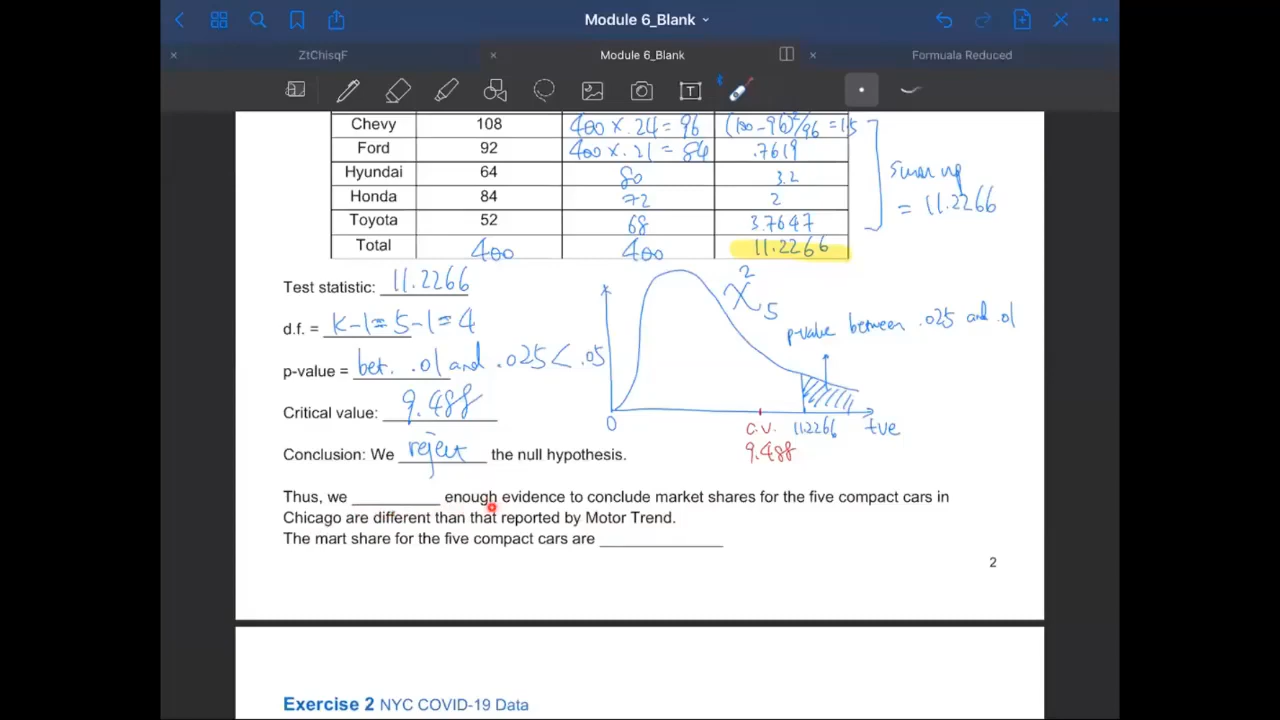 Module 6_Blank
ZtChisqF
Module 6_Blank
Formuala Reduced
Chevy 108 400 x .24 = 96 (108-96)²/96 = 1.5
Ford 92 400 x .21 = 84 .7619
Hyundai 64 80 3.2
Honda 84 72 2
Toyota 52 68 3.7647
Total 400 400 11.2266
Summing
= 11.2266
Test statistic: 11.2266
d.f. = k-1 = 5-1 = 4
p-value = bet. .01 and .025 < .05
Critical value: 9.488
Conclusion: We reject the null hypothesis.
χ²5
p-value between .025 and .01
0
c.v. 11.2266 +ve
9.488
Thus, we __________ enough evidence to conclude market shares for the five compact cars in
Chicago are different than that reported by Motor Trend.
The mart share for the five compact cars are ______________
2
Exercise 2 NYC COVID-19 Data